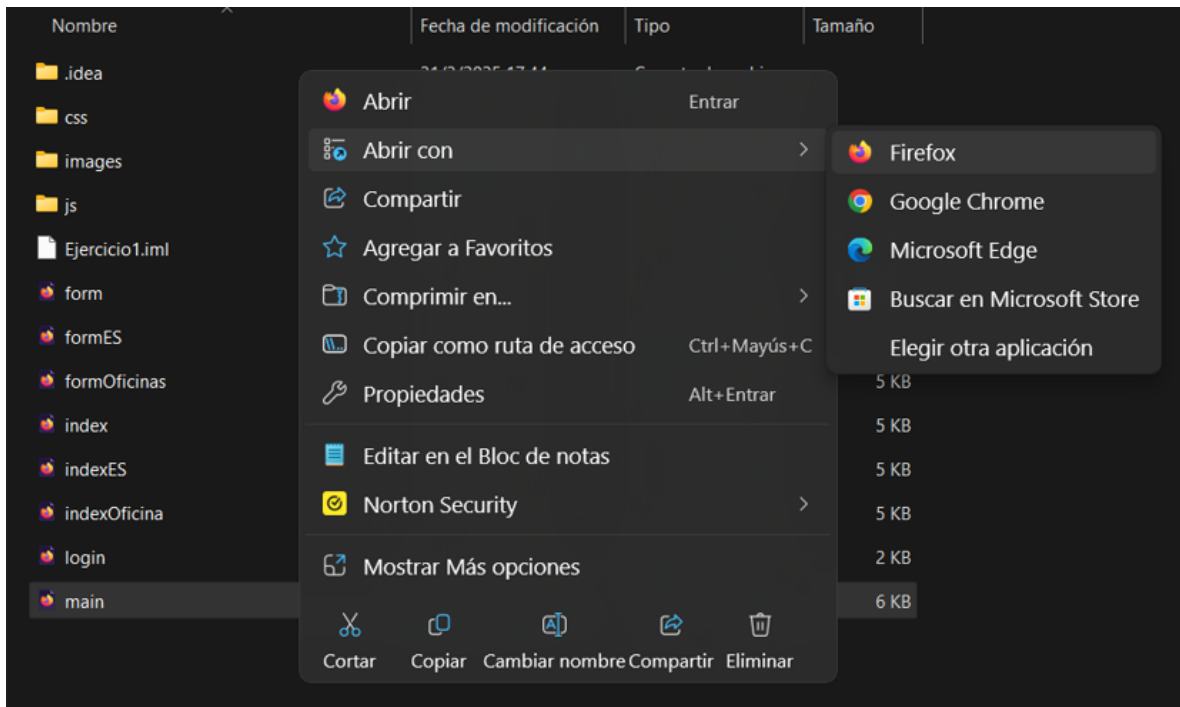 Nombre Fecha de modificación Tipo Tamaño
.idea
css
images
js
Ejercicio1.iml
form
formES
formOficinas 5 KB
index 5 KB
indexES 5 KB
indexOficina 5 KB
login 2 KB
main 6 KB
Abrir Entrar
Abrir con
Compartir
Agregar a Favoritos
Comprimir en...
Copiar como ruta de acceso Ctrl+Mayús+C
Propiedades Alt+Entrar
Editar en el Bloc de notas
Norton Security
Mostrar Más opciones
Cortar Copiar Cambiar nombre Compartir Eliminar
Firefox
Google Chrome
Microsoft Edge
Buscar en Microsoft Store
Elegir otra aplicación